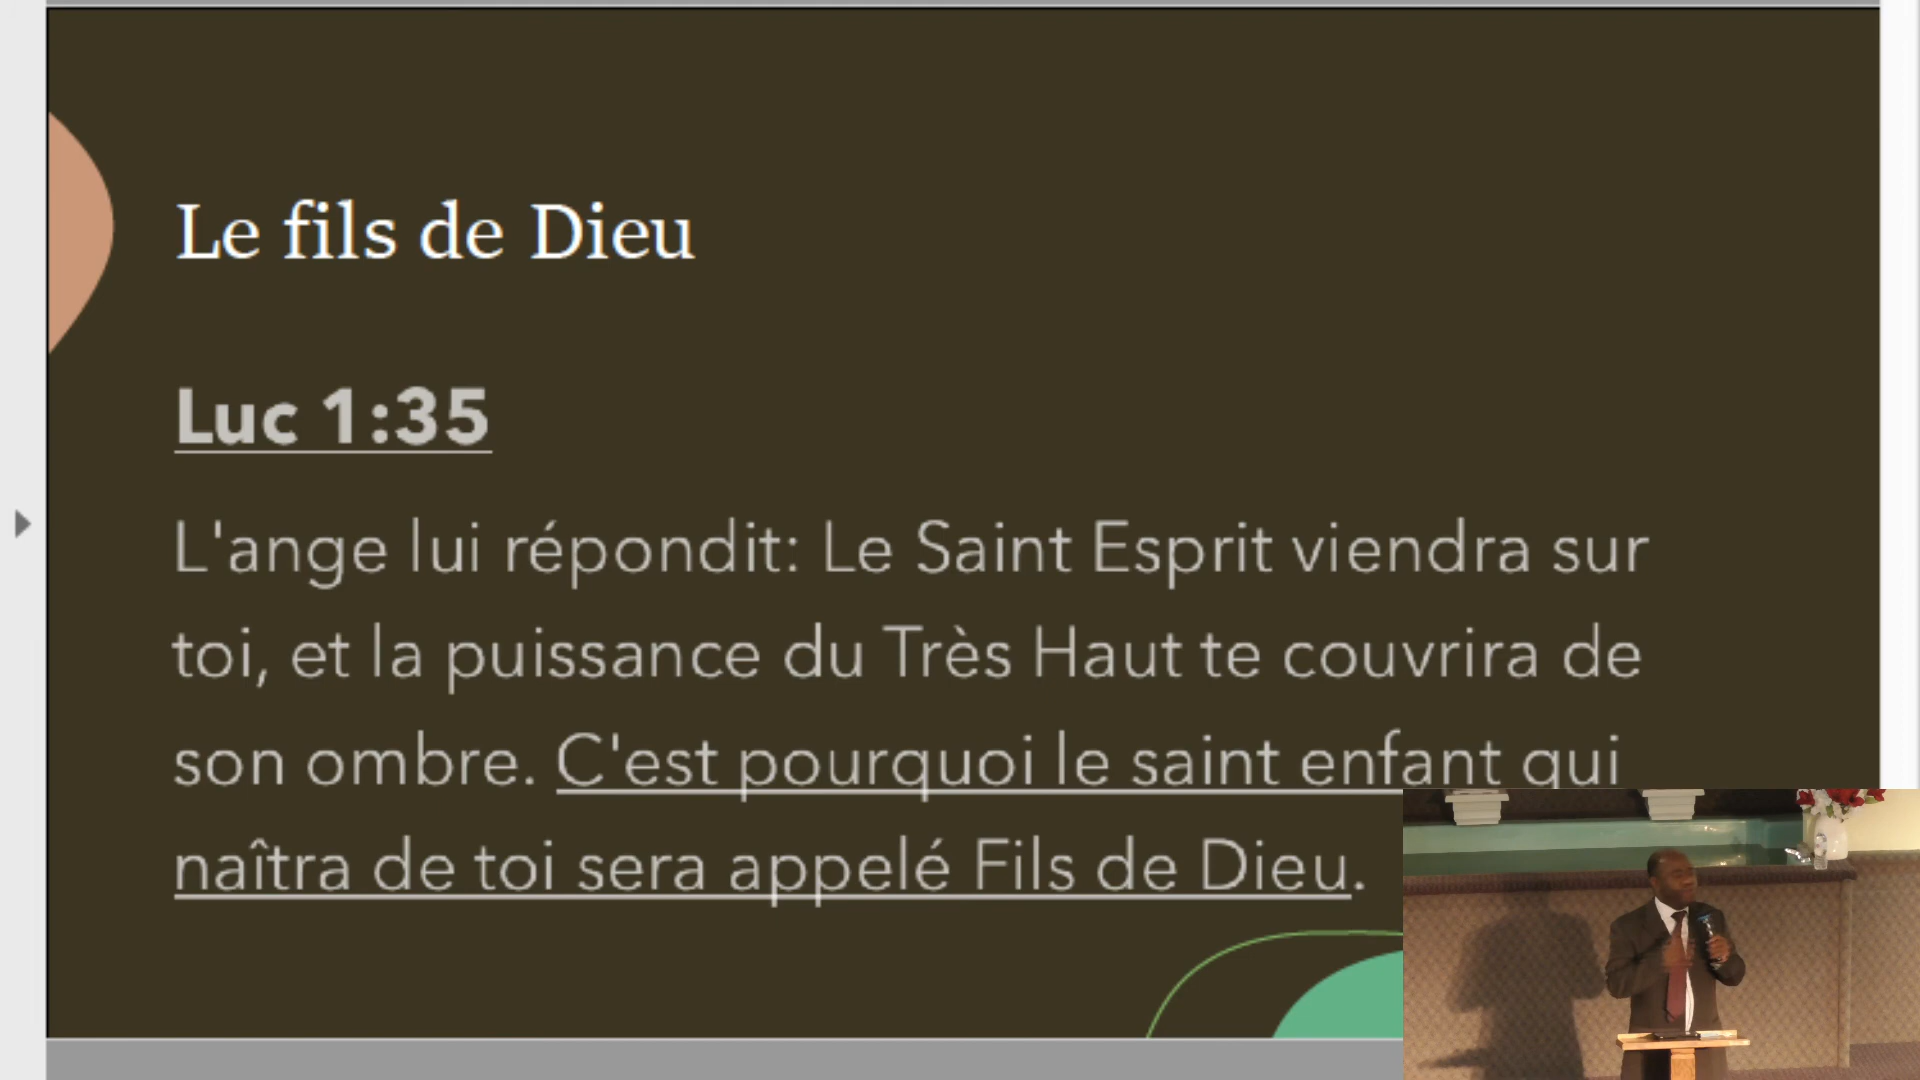 Le fils de Dieu
Luc 1:35
L'ange lui répondit: Le Saint Esprit viendra sur
toi, et la puissance du Très Haut te couvrira de
son ombre. C'est pourquoi le saint enfant qui
naîtra de toi sera appelé Fils de Dieu.